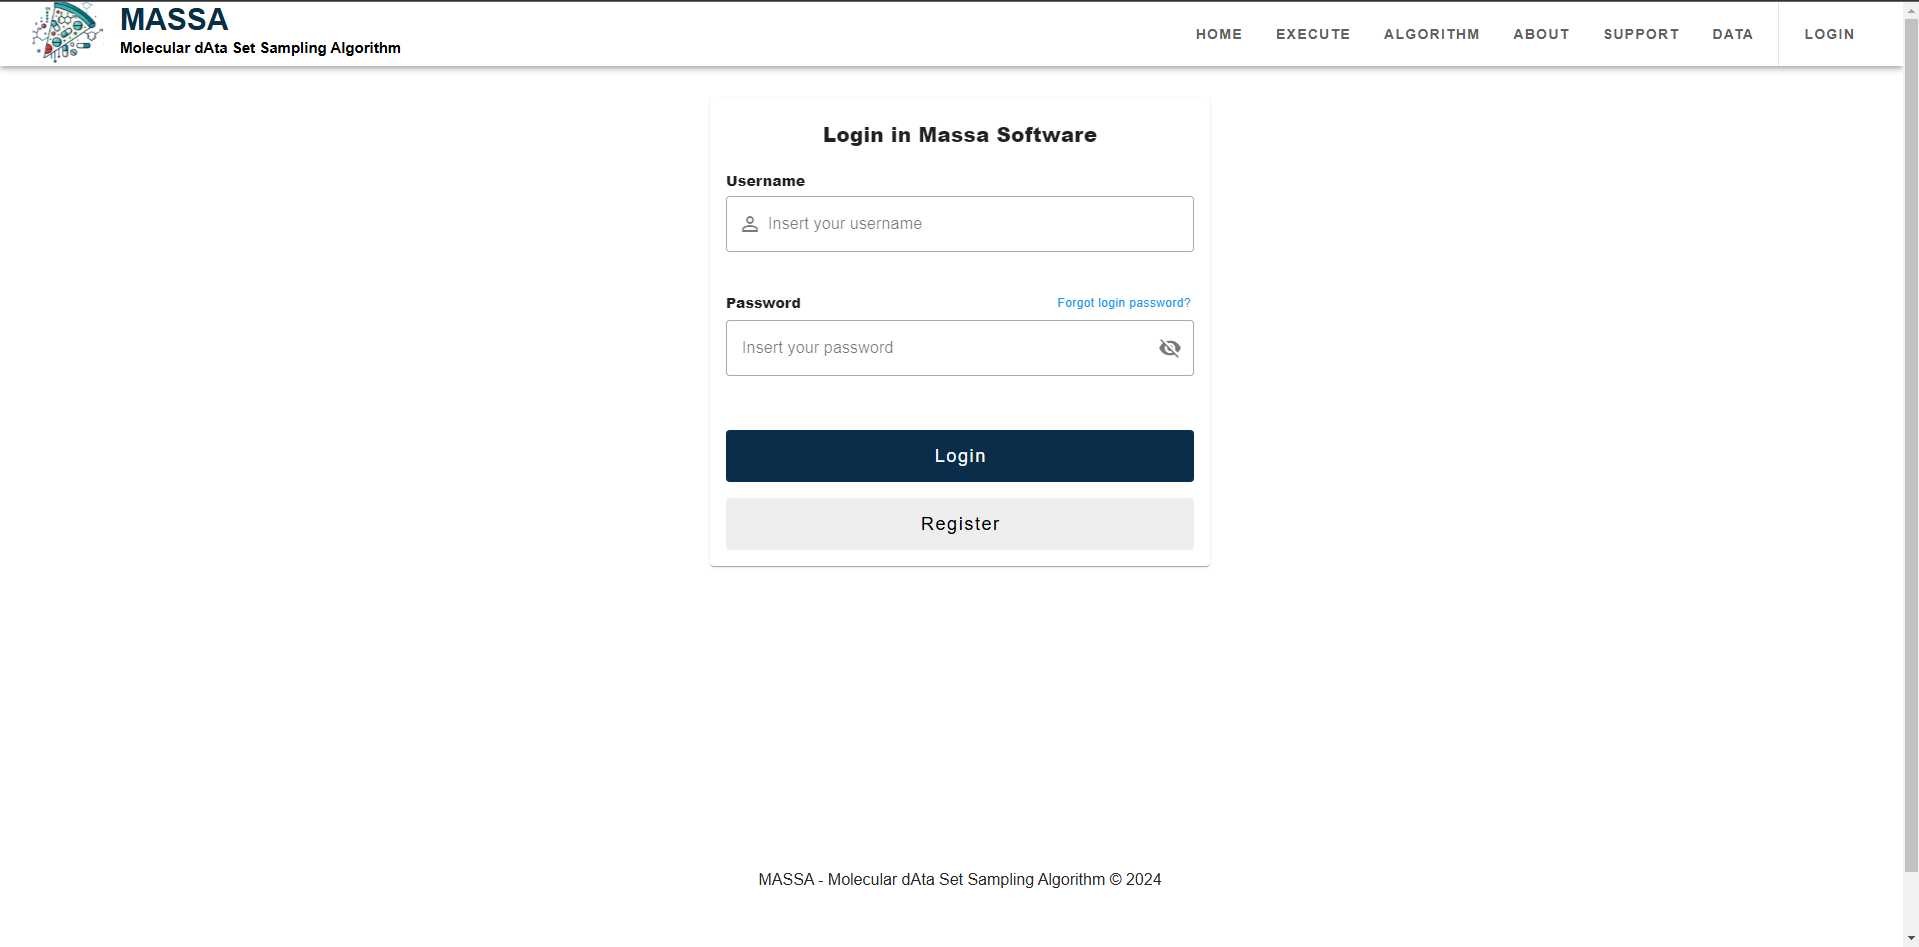 MASSA
Molecular dAta Set Sampling Algorithm
HOME EXECUTE ALGORITHM ABOUT SUPPORT DATA LOGIN
Login in Massa Software
Username
Insert your username
Password Forgot login password?
Insert your password
Login
Register
MASSA - Molecular dAta Set Sampling Algorithm © 2024